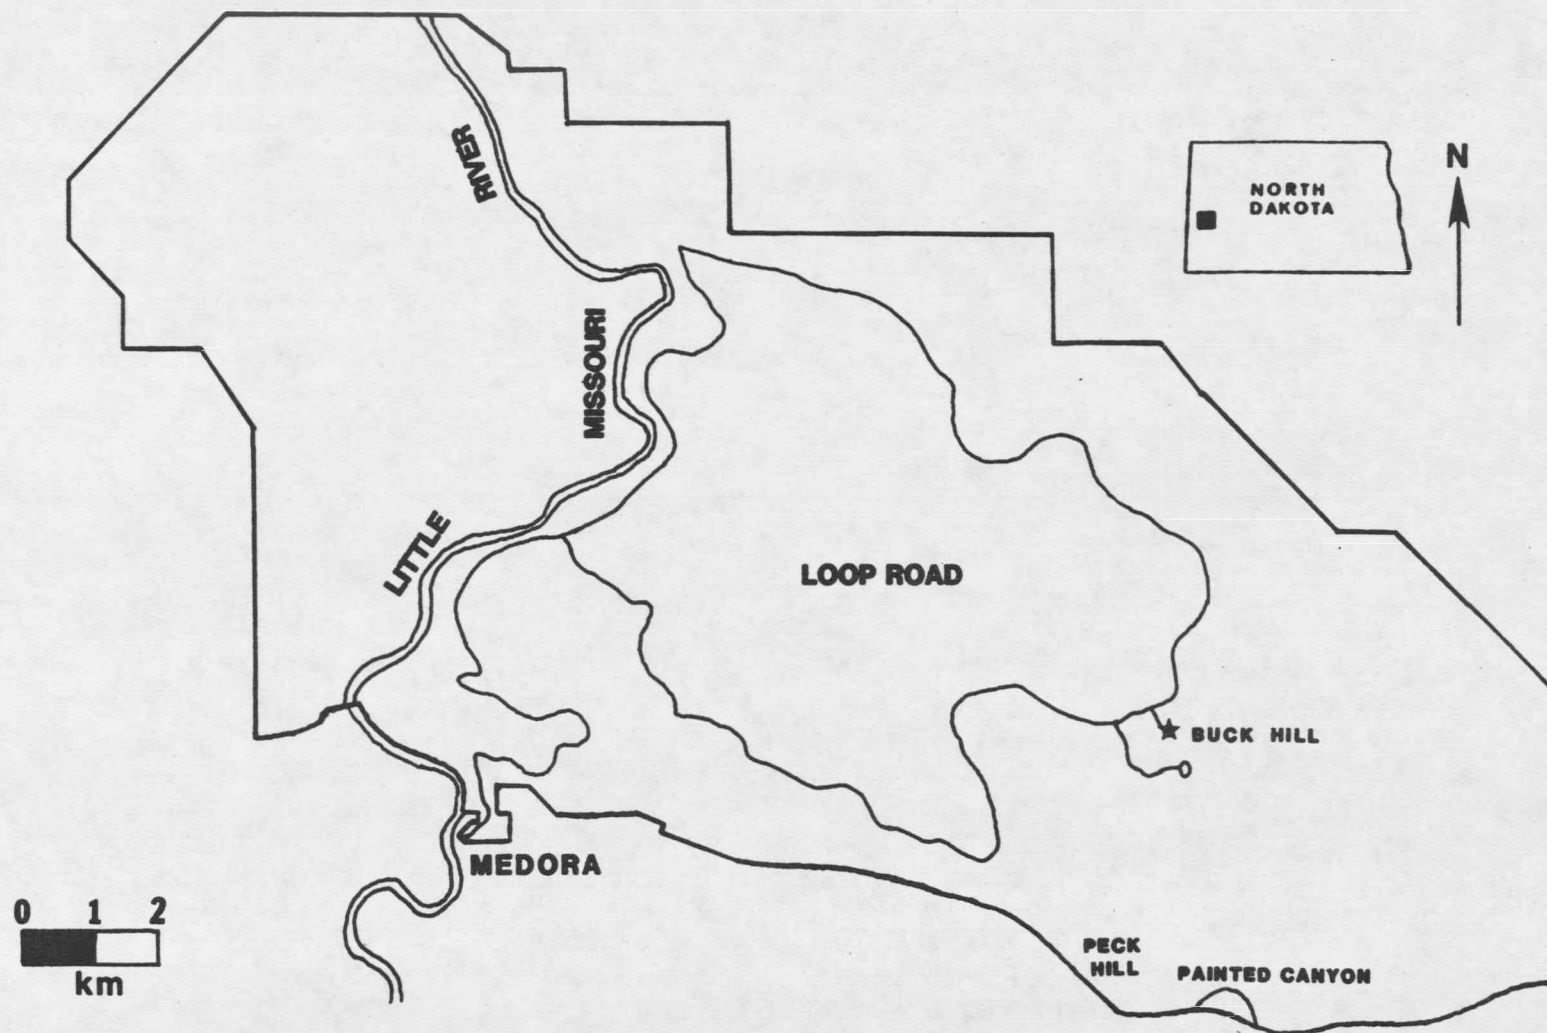 RIVER
NORTH
DAKOTA
N
MISSOURI
LITTLE
LOOP ROAD
BUCK HILL
MEDORA
0 1 2
km
PECK
HILL
PAINTED CANYON